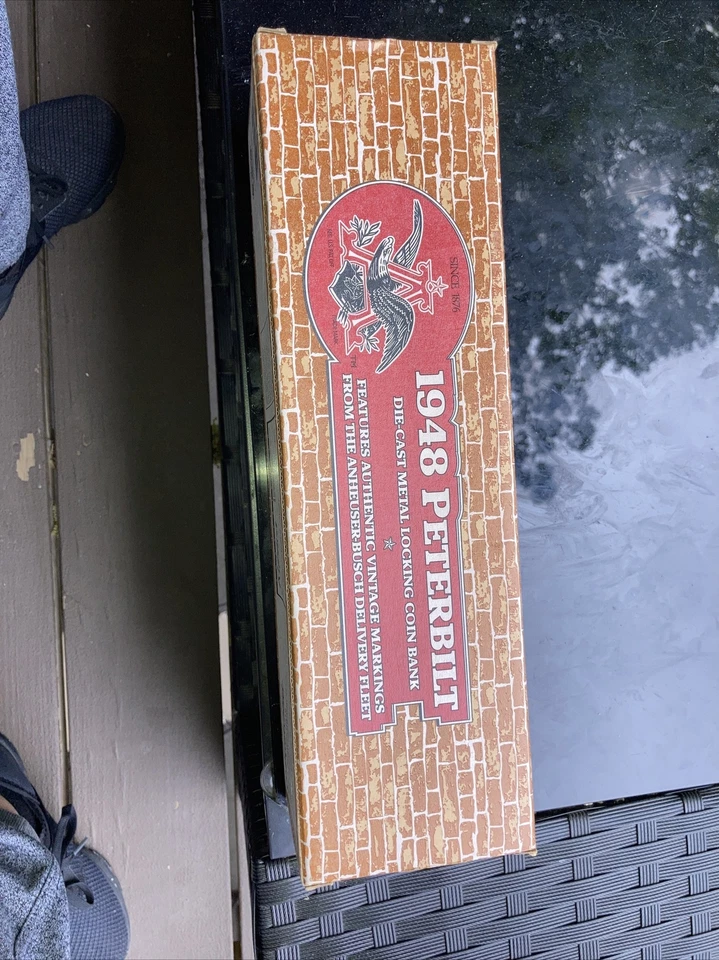 SINCE 1876
TM
1948 PETERBILT
DIE-CAST METAL LOCKING COIN BANK
FEATURES AUTHENTIC VINTAGE MARKINGS
FROM THE ANHEUSER-BUSCH DELIVERY FLEET